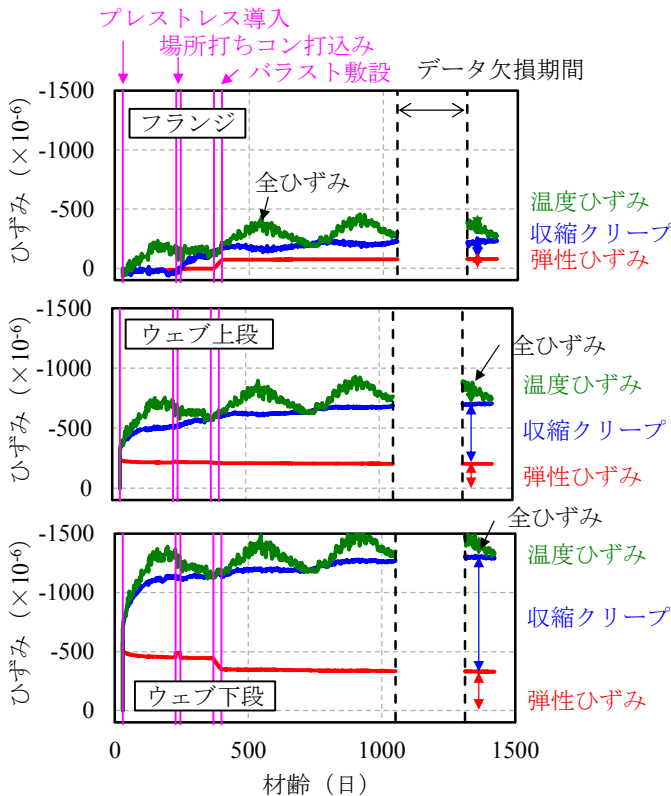 プレストレス導入
場所打ちコン打込み
バラスト敷設
データ欠損期間
ひずみ（×10-6）
-1500
-1000
-500
0
フランジ
全ひずみ
温度ひずみ
収縮クリープ
弾性ひずみ
ひずみ（×10-6）
-1500
-1000
-500
0
ウェブ上段
全ひずみ
温度ひずみ
収縮クリープ
弾性ひずみ
ひずみ（×10-6）
-1500
-1000
-500
0
ウェブ下段
全ひずみ
温度ひずみ
収縮クリープ
弾性ひずみ
0 500 1000 1500
材齢（日）